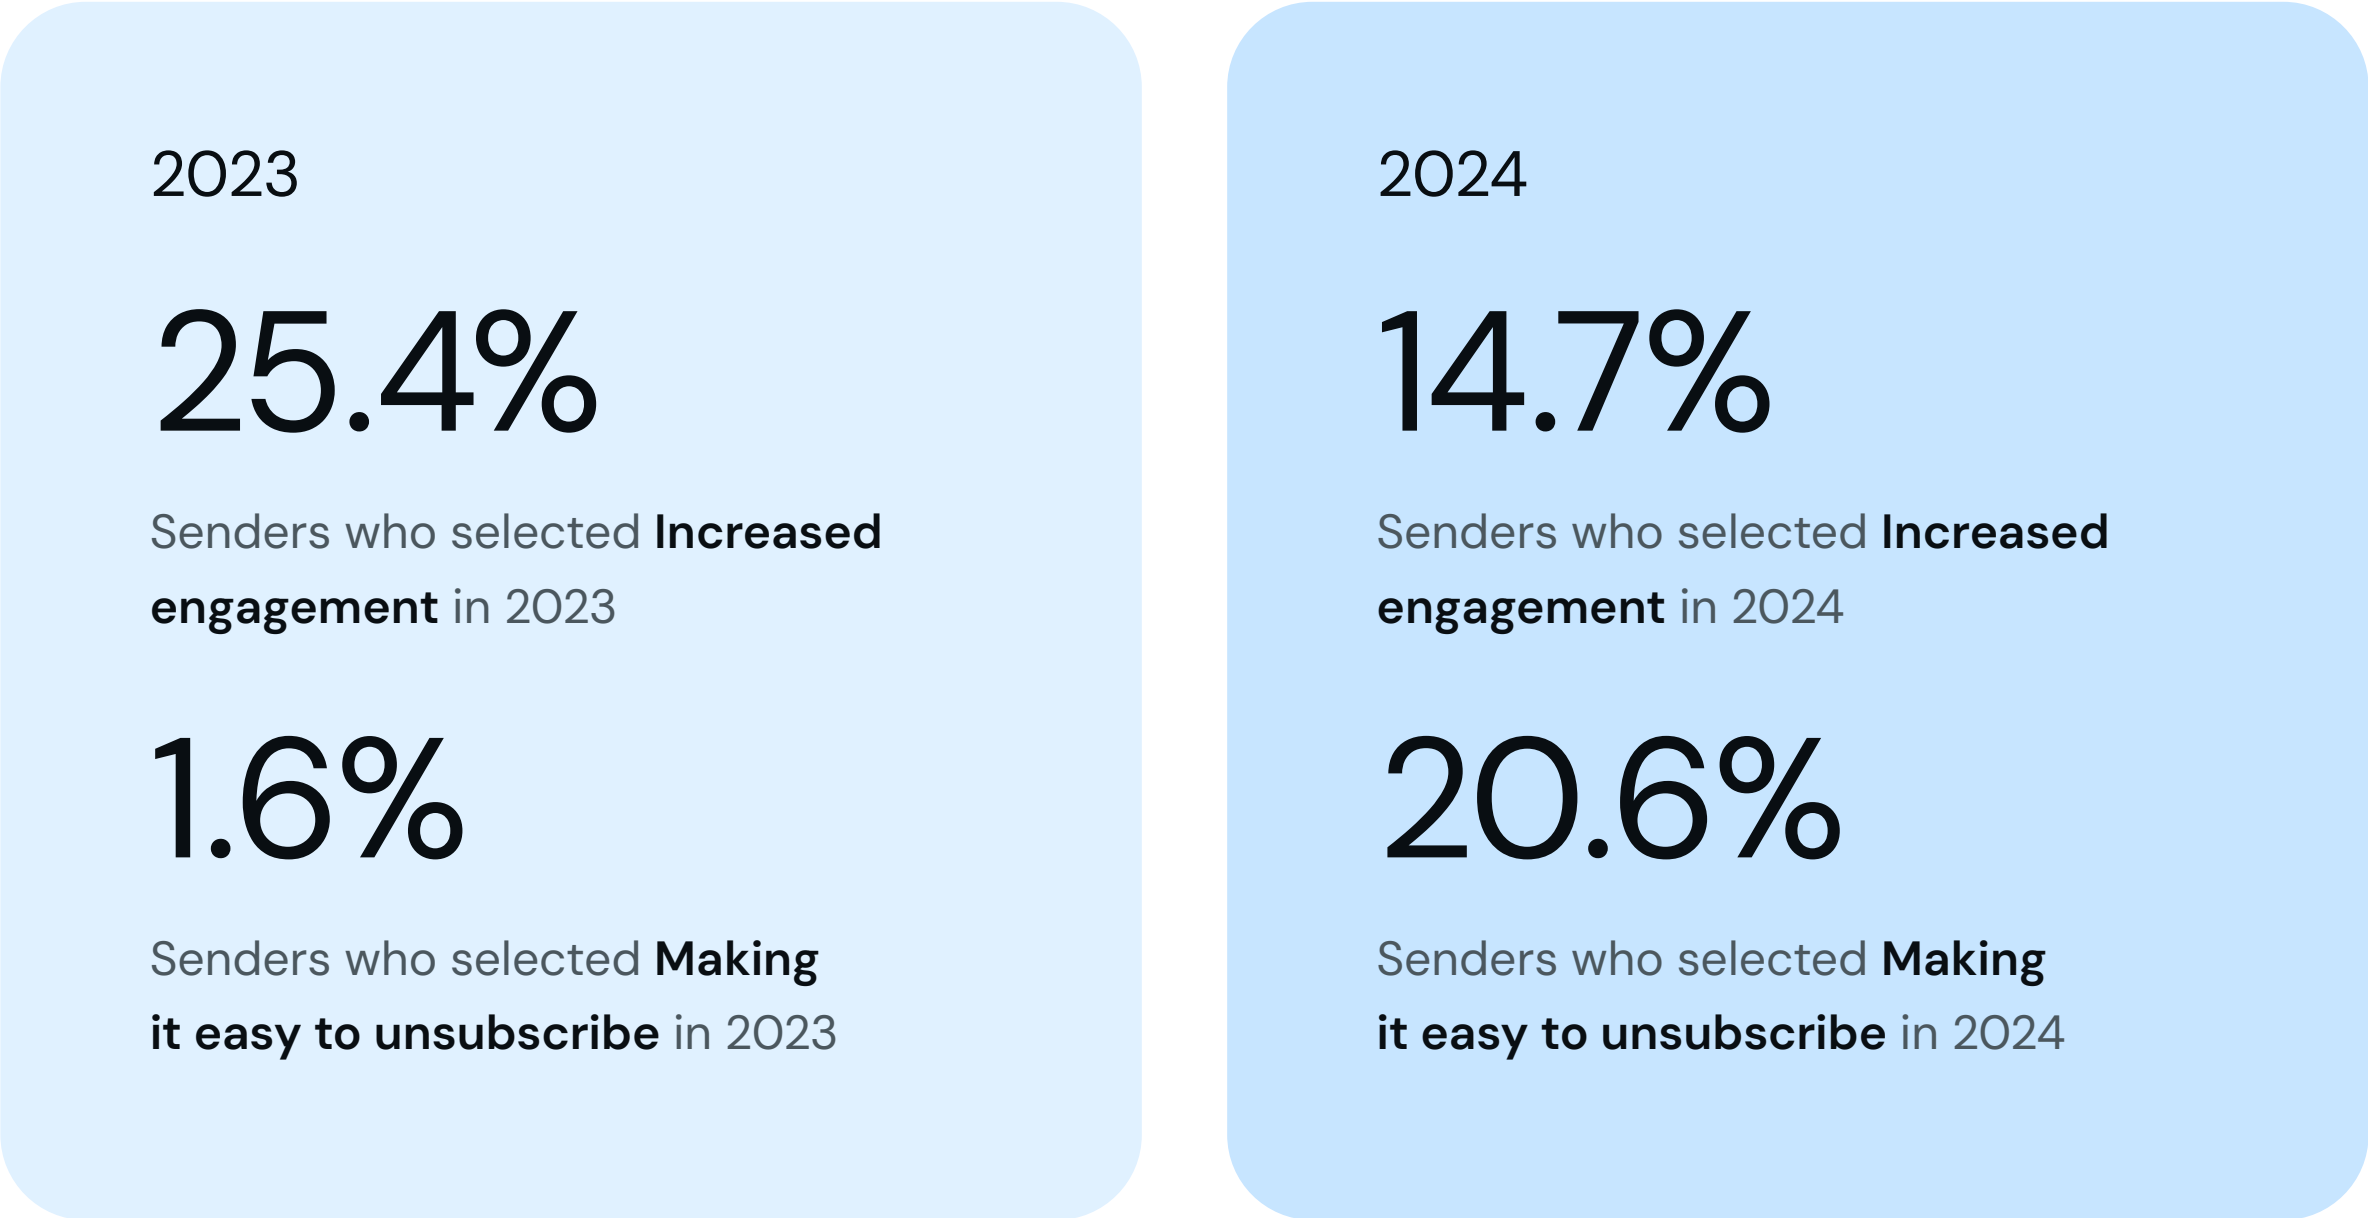 2023
25.4%
Senders who selected Increased
engagement in 2023
1.6%
Senders who selected Making
it easy to unsubscribe in 2023
2024
14.7%
Senders who selected Increased
engagement in 2024
20.6%
Senders who selected Making
it easy to unsubscribe in 2024